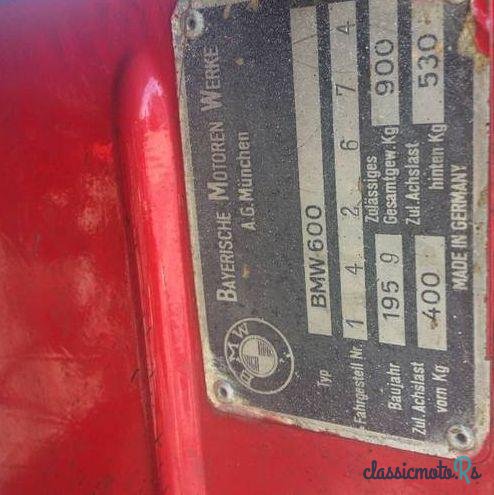 BMW
BAYERISCHE MOTOREN WERKE
A.G. München
Typ BMW 600
Fahrgestell Nr. 1 4 2 6 7 4
Baujahr 195 9 Zulässiges Gesamtgew. Kg 900
Zul. Achslast vorn Kg 400 Zul. Achslast hinten Kg 530
MADE IN GERMANY
classicmoto.Rs